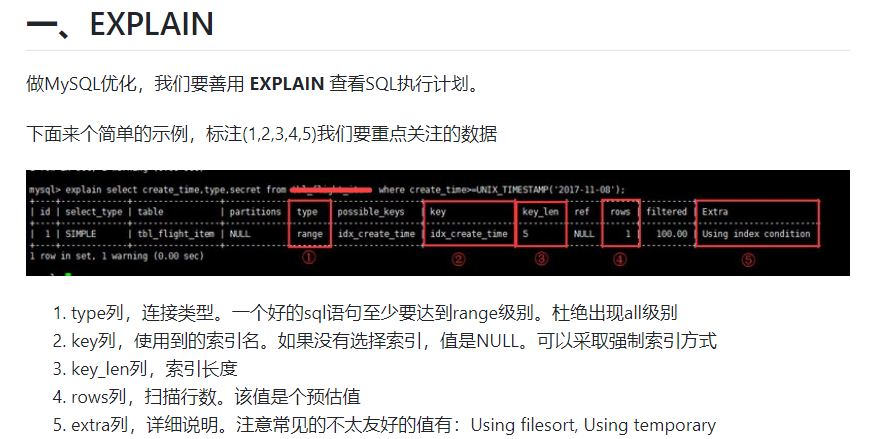 一、EXPLAIN
做MySQL优化，我们要善用 EXPLAIN 查看SQL执行计划。
下面来个简单的示例，标注(1,2,3,4,5)我们要重点关注的数据
mysql> explain select create_time,type,secret from where create_time>=UNIX_TIMESTAMP('2017-11-08');
| id | select_type | table | partitions | type | possible_keys | key | key_len | ref | rows | filtered | Extra
| 1 | SIMPLE | tbl_flight_item | NULL | range | idx_create_time | idx_create_time | 5 | NULL | 1 | 100.00 | Using index condition
① ② ③ ④ ⑤
1 row in set, 1 warning (0.00 sec)
1. type列，连接类型。一个好的sql语句至少要达到range级别。杜绝出现all级别
2. key列，使用到的索引名。如果没有选择索引，值是NULL。可以采取强制索引方式
3. key_len列，索引长度
4. rows列，扫描行数。该值是个预估值
5. extra列，详细说明。注意常见的不太友好的值有：Using filesort, Using temporary